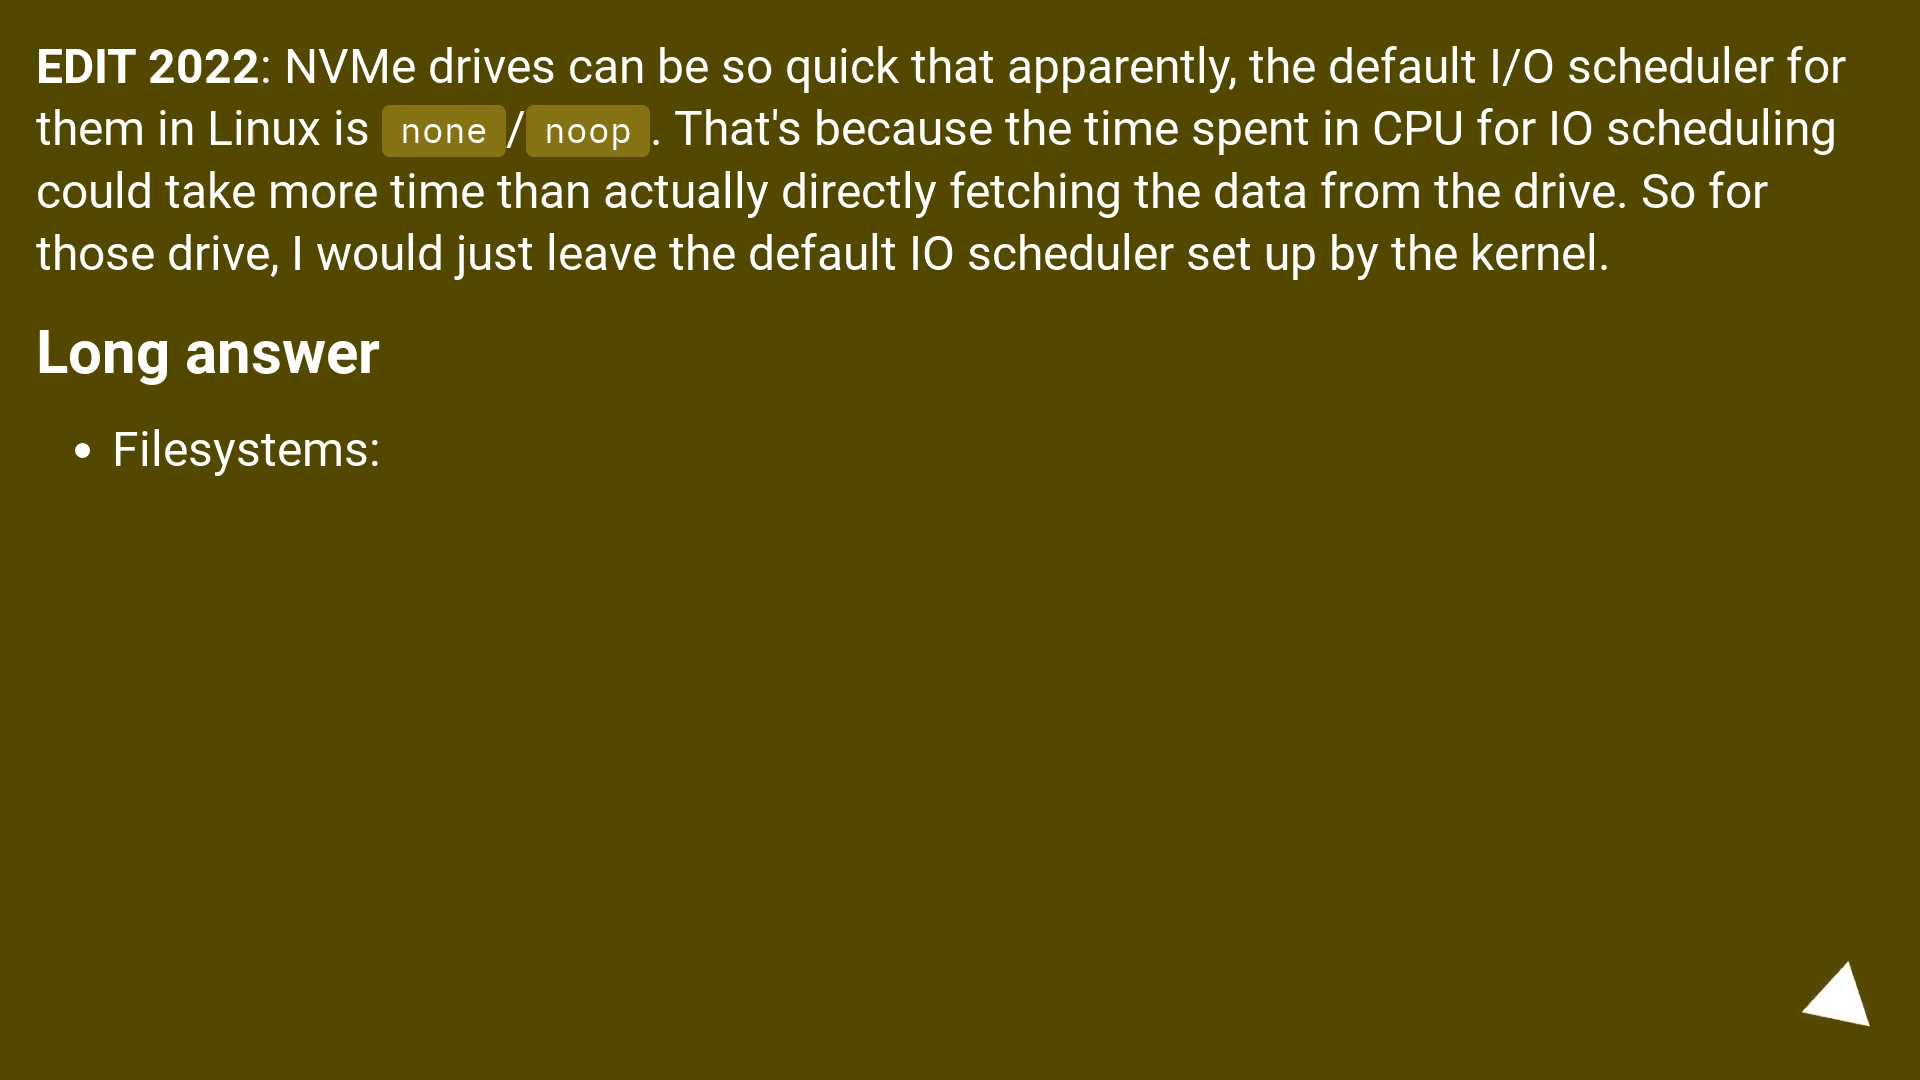 EDIT 2022: NVMe drives can be so quick that apparently, the default I/O scheduler for
them in Linux is none/noop. That's because the time spent in CPU for IO scheduling
could take more time than actually directly fetching the data from the drive. So for
those drive, I would just leave the default IO scheduler set up by the kernel.
Long answer
• Filesystems: